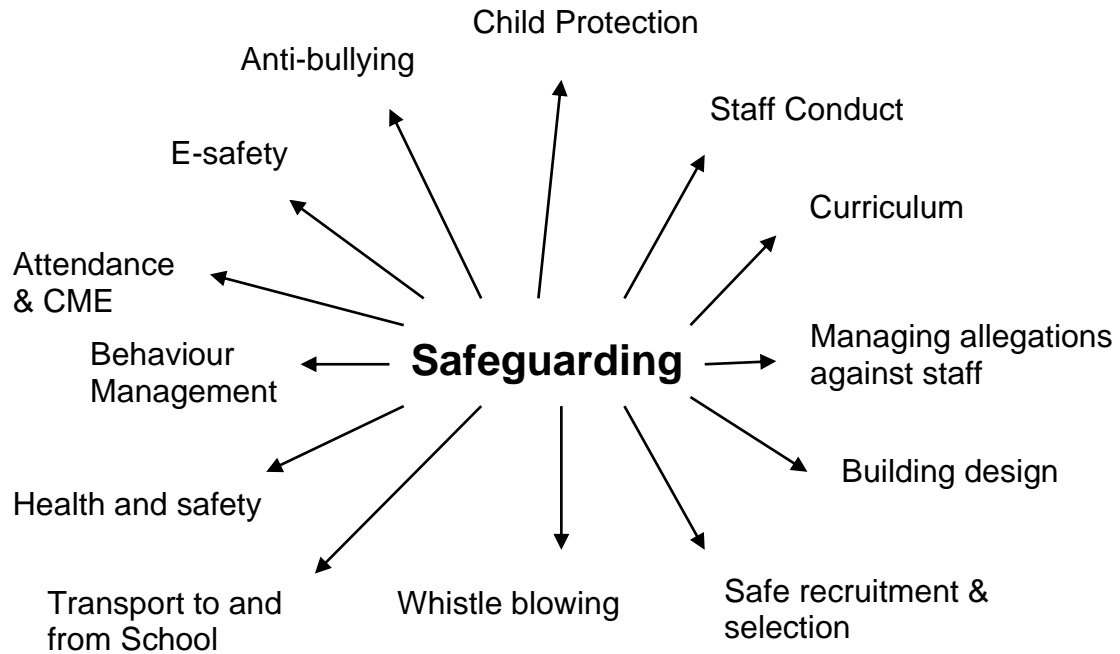 Child Protection
Anti-bullying
Staff Conduct
E-safety
Curriculum
Attendance
& CME
Managing allegations
against staff
Behaviour
Management
Safeguarding
Building design
Health and safety
Transport to and
from School
Whistle blowing
Safe recruitment &
selection